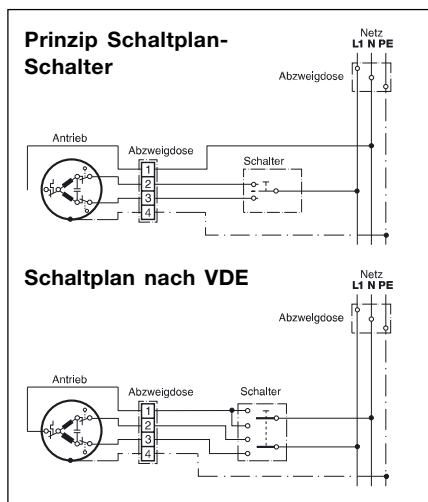 Prinzip Schaltplan-
Schalter
Netz
L1 N PE
Abzweigdose
Antrieb
Abzweigdose
Schalter
1
2
3
4
Schaltplan nach VDE
Netz
L1 N PE
Abzwelgdose
Antrieb
Abzweigdose
Schalter
1
2
3
4